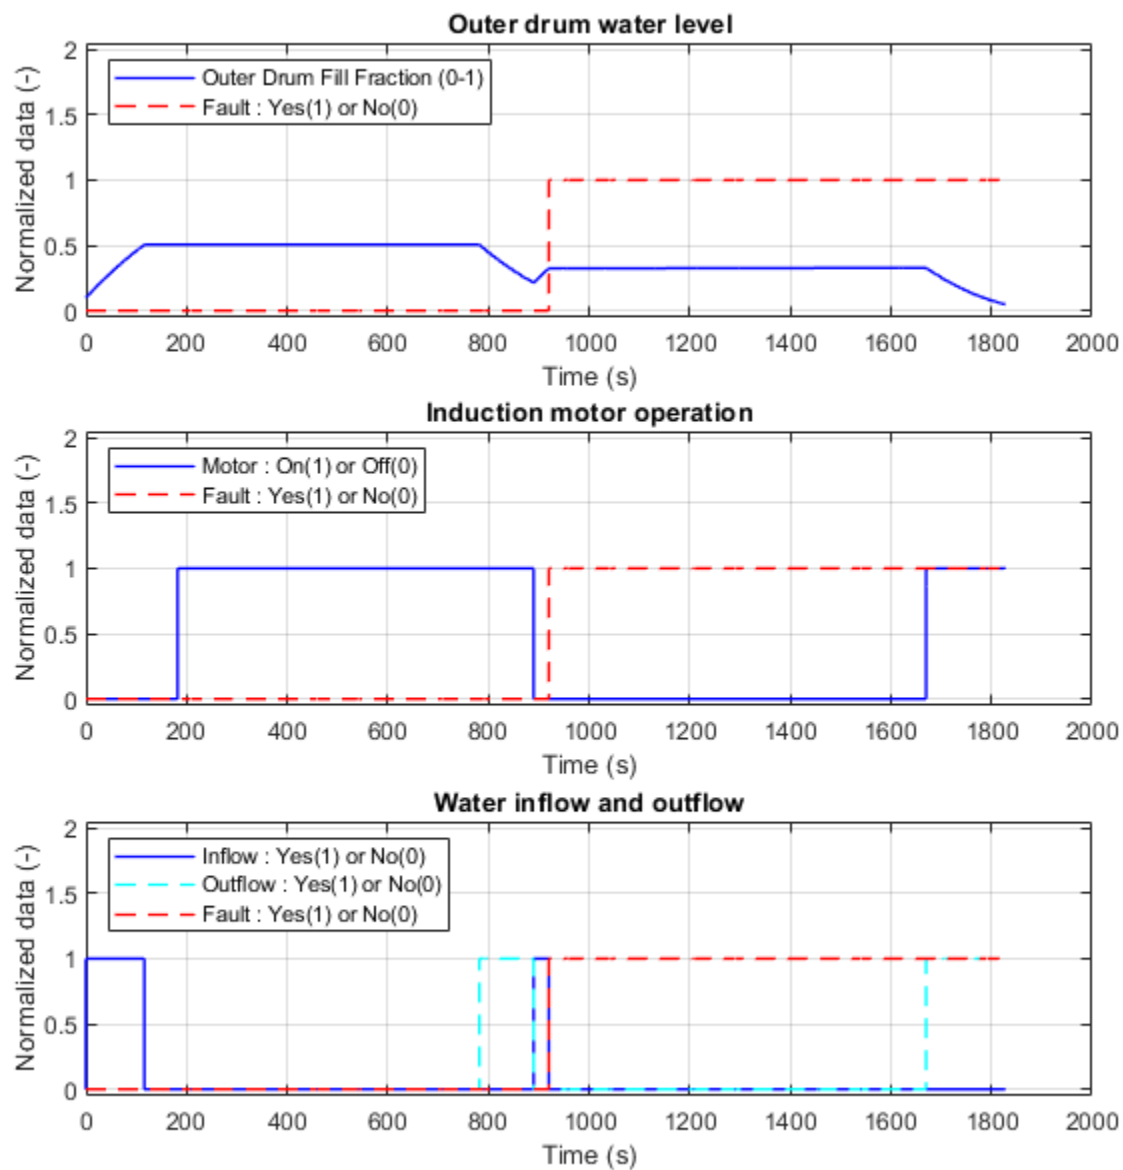 Outer drum water level
Normalized data (-)
2
1.5
1
0.5
0
Outer Drum Fill Fraction (0-1)
Fault : Yes(1) or No(0)
0 200 400 600 800 1000 1200 1400 1600 1800 2000
Time (s)
Induction motor operation
Normalized data (-)
2
1.5
1
0.5
0
Motor : On(1) or Off(0)
Fault : Yes(1) or No(0)
0 200 400 600 800 1000 1200 1400 1600 1800 2000
Time (s)
Water inflow and outflow
Normalized data (-)
2
1.5
1
0.5
0
Inflow : Yes(1) or No(0)
Outflow : Yes(1) or No(0)
Fault : Yes(1) or No(0)
0 200 400 600 800 1000 1200 1400 1600 1800 2000
Time (s)